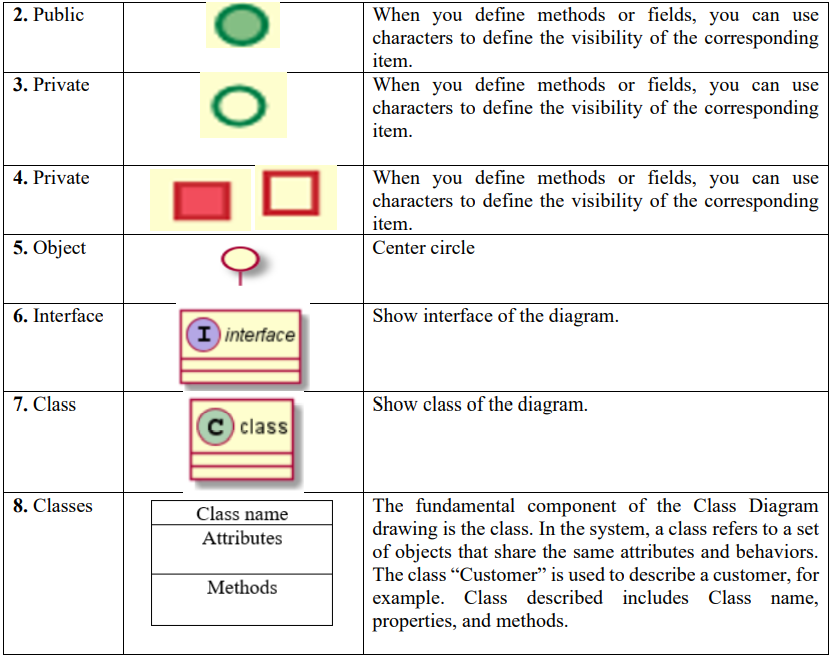 2. Public
When you define methods or fields, you can use
characters to define the visibility of the corresponding
item.
3. Private
When you define methods or fields, you can use
characters to define the visibility of the corresponding
item.
4. Private
When you define methods or fields, you can use
characters to define the visibility of the corresponding
item.
5. Object
Center circle
6. Interface
I interface
Show interface of the diagram.
7. Class
C class
Show class of the diagram.
8. Classes
Class name
Attributes
Methods
The fundamental component of the Class Diagram
drawing is the class. In the system, a class refers to a set
of objects that share the same attributes and behaviors.
The class “Customer” is used to describe a customer, for
example. Class described includes Class name,
properties, and methods.